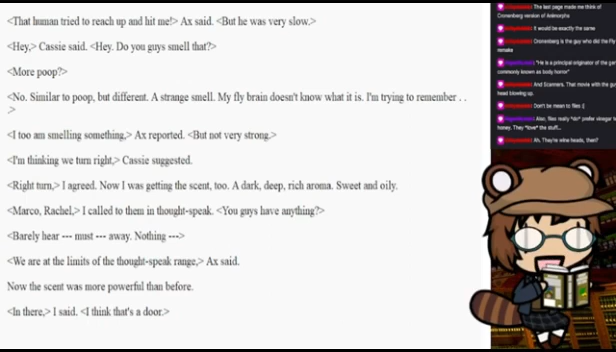 <That human tried to reach up and hit me!> Ax said. <But he was very slow.>
<Hey,> Cassie said. <Hey. Do you guys smell that?>
<More poop?>
<No. Similar to poop, but different. A strange smell. My fly brain doesn't know what it is. I'm trying to remember . .
.>
<I too am smelling something,> Ax reported. <But not very strong.>
<I'm thinking we turn right,> Cassie suggested.
<Right turn,> I agreed. Now I was getting the scent, too. A dark, deep, rich aroma. Sweet and oily.
<Marco, Rachel,> I called to them in thought-speak. <You guys have anything?>
<Barely hear --- must --- away. Nothing --->
<We are at the limits of the thought-speak range,> Ax said.
Now the scent was more powerful than before.
<In there,> I said. <I think that's a door.>
The last page made me think of
Cronenberg version of Animorphs
It would be exactly the same
Cronenberg is the guy who did the Fly
remake
"He is a principal originator of the gen
commonly known as body horror"
And Scanners. That movie with the guy
head blowing up.
Don't be mean to flies :(
Also, flies really *do* prefer vinegar to
honey. They *love* the stuff...
Ah. They're wine heads, then?